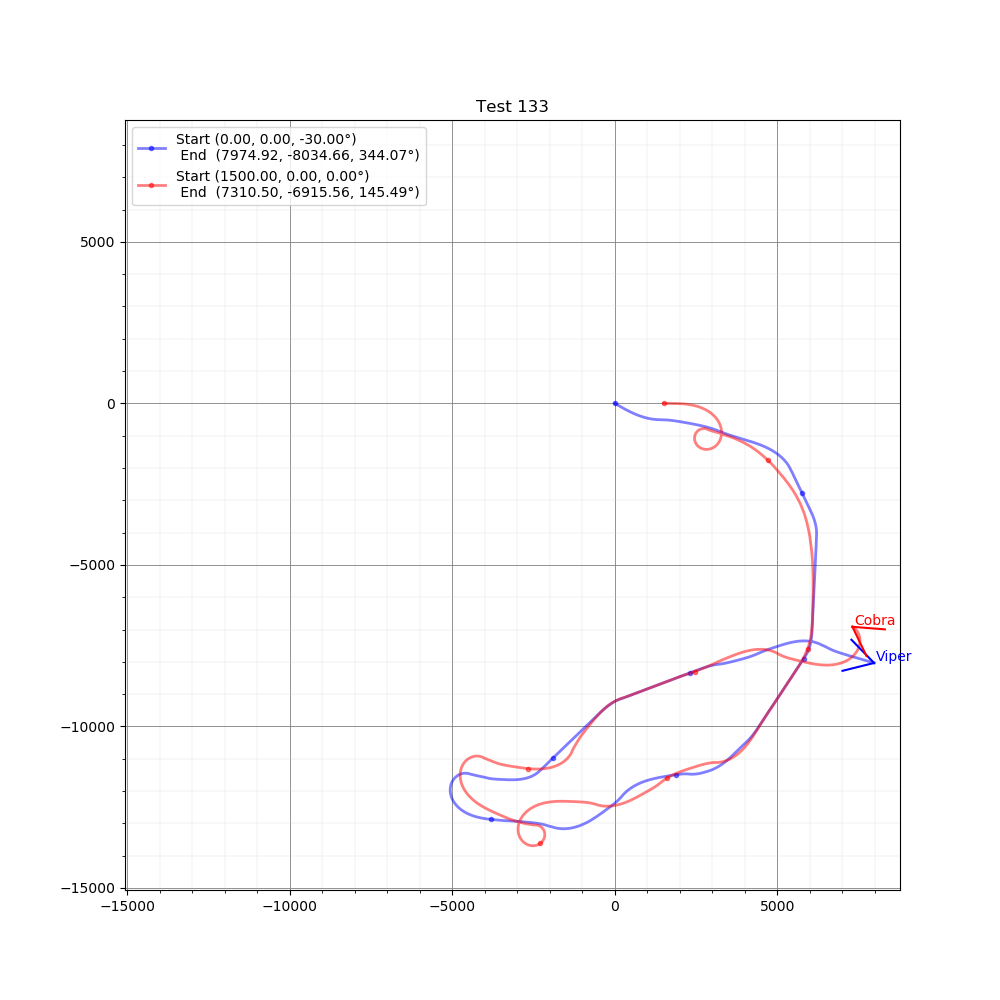 Test 133
Start (0.00, 0.00, -30.00°)
End (7974.92, -8034.66, 344.07°)
Start (1500.00, 0.00, 0.00°)
End (7310.50, -6915.56, 145.49°)
5000
0
−5000
−10000
−15000
Cobra
Viper
−15000 −10000 −5000 0 5000